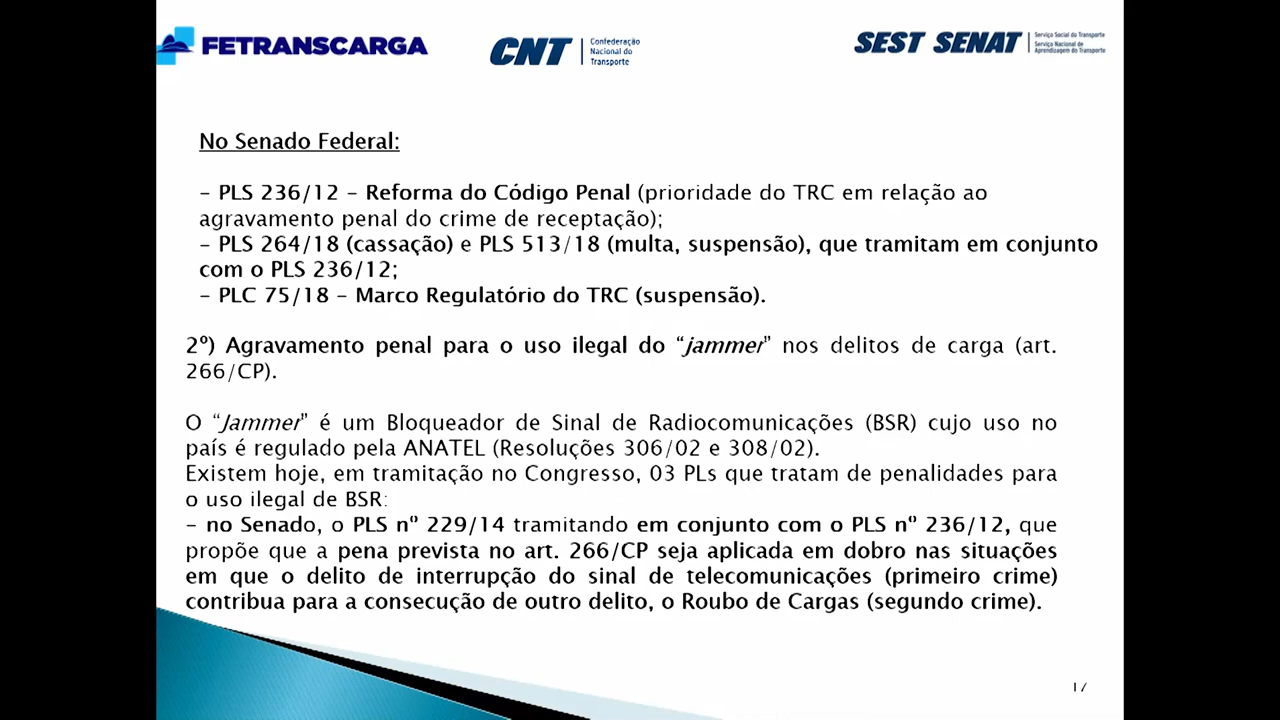 FETRANSCARGA
CNT
Confederação
Nacional do
Transporte
SEST SENAT
Serviço Social do Transporte
Serviço Nacional de
Aprendizagem do Transporte
No Senado Federal:
- PLS 236/12 - Reforma do Código Penal (prioridade do TRC em relação ao
agravamento penal do crime de receptação);
- PLS 264/18 (cassação) e PLS 513/18 (multa, suspensão), que tramitam em conjunto
com o PLS 236/12;
- PLC 75/18 - Marco Regulatório do TRC (suspensão).
2º) Agravamento penal para o uso ilegal do “jammer” nos delitos de carga (art.
266/CP).
O “Jammer” é um Bloqueador de Sinal de Radiocomunicações (BSR) cujo uso no
país é regulado pela ANATEL (Resoluções 306/02 e 308/02).
Existem hoje, em tramitação no Congresso, 03 PLs que tratam de penalidades para
o uso ilegal de BSR:
- no Senado, o PLS nº 229/14 tramitando em conjunto com o PLS nº 236/12, que
propõe que a pena prevista no art. 266/CP seja aplicada em dobro nas situações
em que o delito de interrupção do sinal de telecomunicações (primeiro crime)
contribua para a consecução de outro delito, o Roubo de Cargas (segundo crime).
17